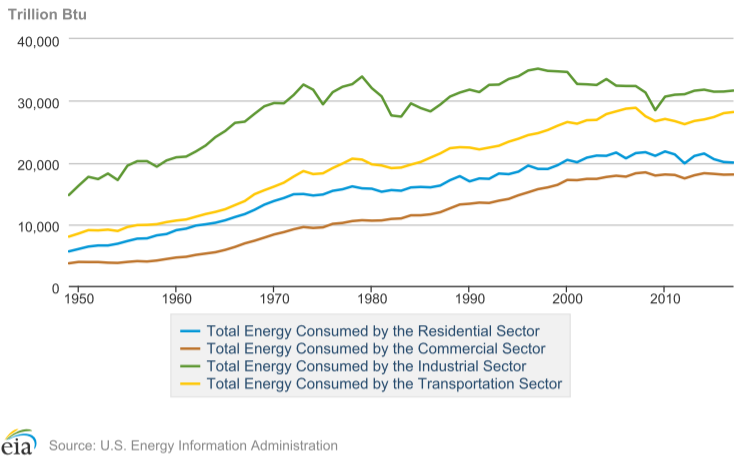 Trillion Btu
40,000
30,000
20,000
10,000
0
1950 1960 1970 1980 1990 2000 2010
Total Energy Consumed by the Residential Sector
Total Energy Consumed by the Commercial Sector
Total Energy Consumed by the Industrial Sector
Total Energy Consumed by the Transportation Sector
eia Source: U.S. Energy Information Administration